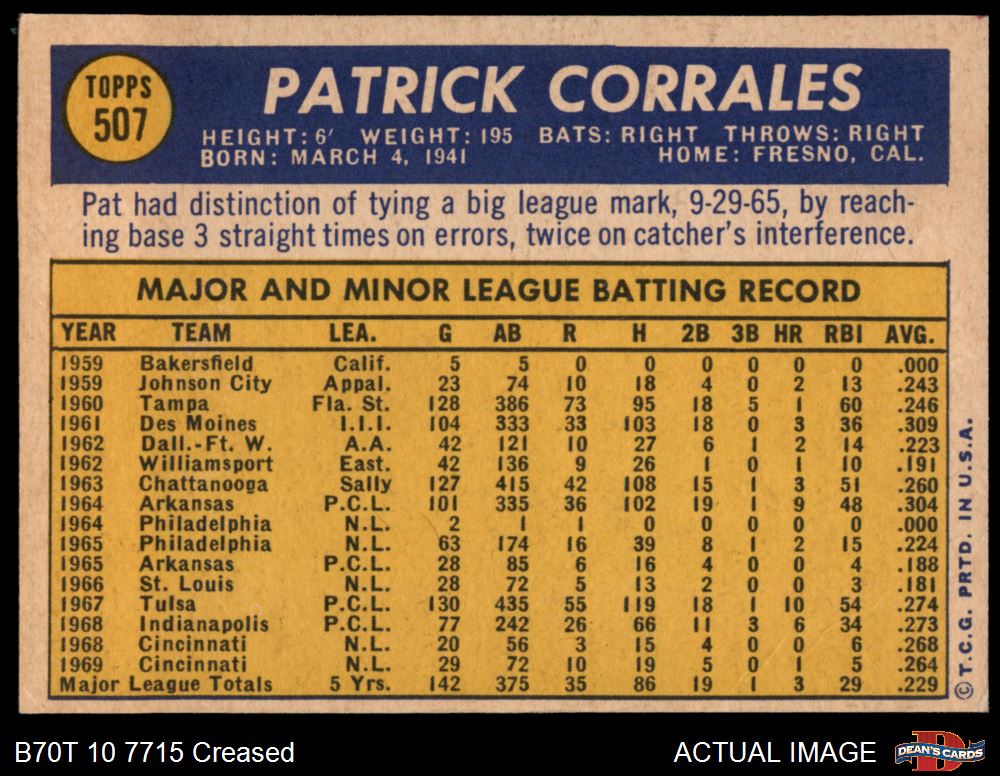 TOPPS
507
PATRICK CORRALES
HEIGHT: 6' WEIGHT: 195 BATS: RIGHT THROWS: RIGHT
BORN: MARCH 4, 1941 HOME: FRESNO, CAL.
Pat had distinction of tying a big league mark, 9-29-65, by reach-
ing base 3 straight times on errors, twice on catcher's interference.
MAJOR AND MINOR LEAGUE BATTING RECORD
YEAR TEAM LEA. G AB R H 2B 3B HR RBI AVG.
1959 Bakersfield Calif. 5 5 0 0 0 0 0 0 .000
1959 Johnson City Appal. 23 74 10 18 4 0 2 13 .243
1960 Tampa Fla. St. 128 386 73 95 18 5 1 60 .246
1961 Des Moines I.I.I. 104 333 33 103 18 0 3 36 .309
1962 Dall.-Ft. W. A.A. 42 121 10 27 6 1 2 14 .223
1962 Williamsport East. 42 136 9 26 1 0 1 10 .191
1963 Chattanooga Sally 127 415 42 108 15 1 3 51 .260
1964 Arkansas P.C.L. 101 335 36 102 19 1 9 48 .304
1964 Philadelphia N.L. 2 1 1 0 0 0 0 0 .000
1965 Philadelphia N.L. 63 174 16 39 8 1 2 15 .224
1965 Arkansas P.C.L. 28 85 6 16 4 0 0 4 .188
1966 St. Louis N.L. 28 72 5 13 2 0 0 3 .181
1967 Tulsa P.C.L. 130 435 55 119 18 1 10 54 .274
1968 Indianapolis P.C.L. 77 242 26 66 11 3 6 34 .273
1968 Cincinnati N.L. 20 56 3 15 4 0 0 6 .268
1969 Cincinnati N.L. 29 72 10 19 5 0 1 5 .264
Major League Totals 5 Yrs. 142 375 35 86 19 1 3 29 .229
© T.C.G. PRTD. IN U.S.A.
B70T 10 7715 Creased
ACTUAL IMAGE
D
DEAN'S CARDS